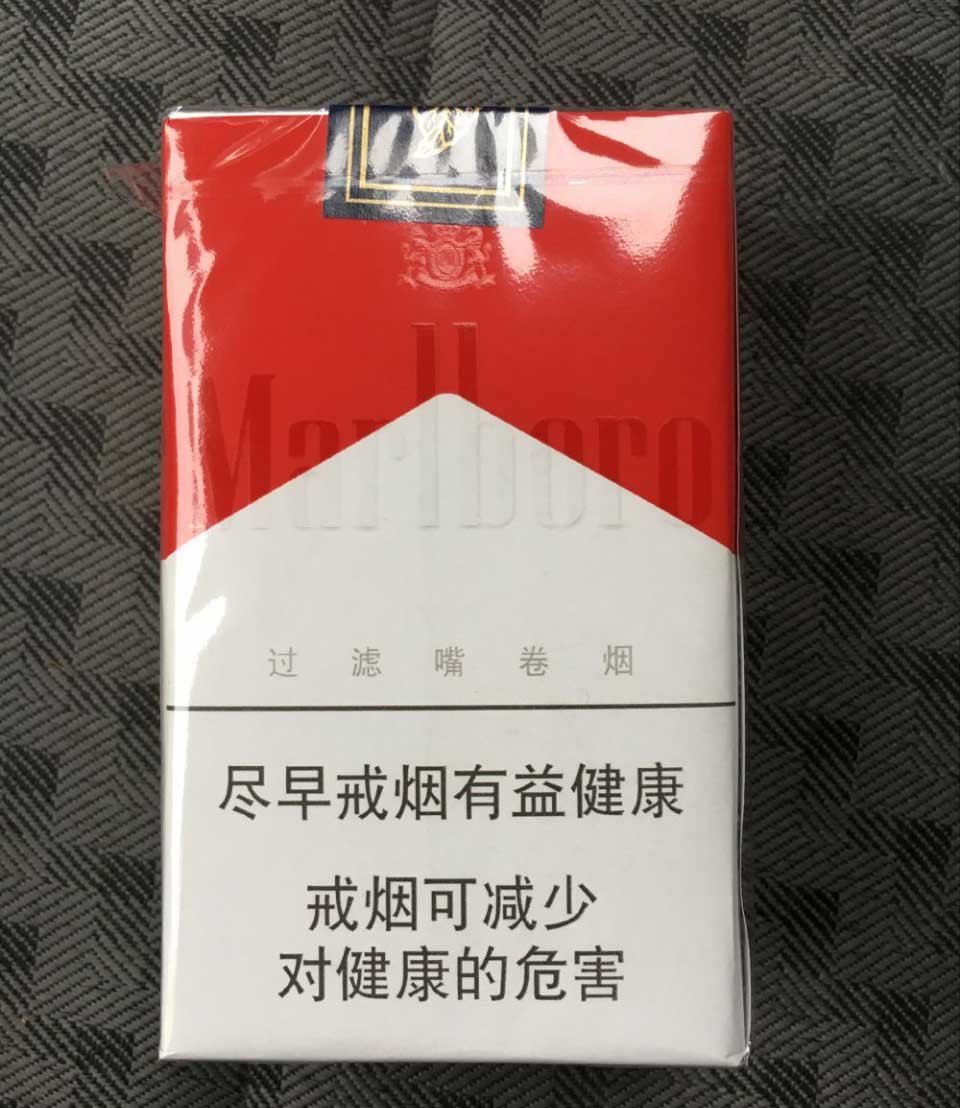 Marlboro
过滤嘴卷烟
尽早戒烟有益健康
戒烟可减少
对健康的危害